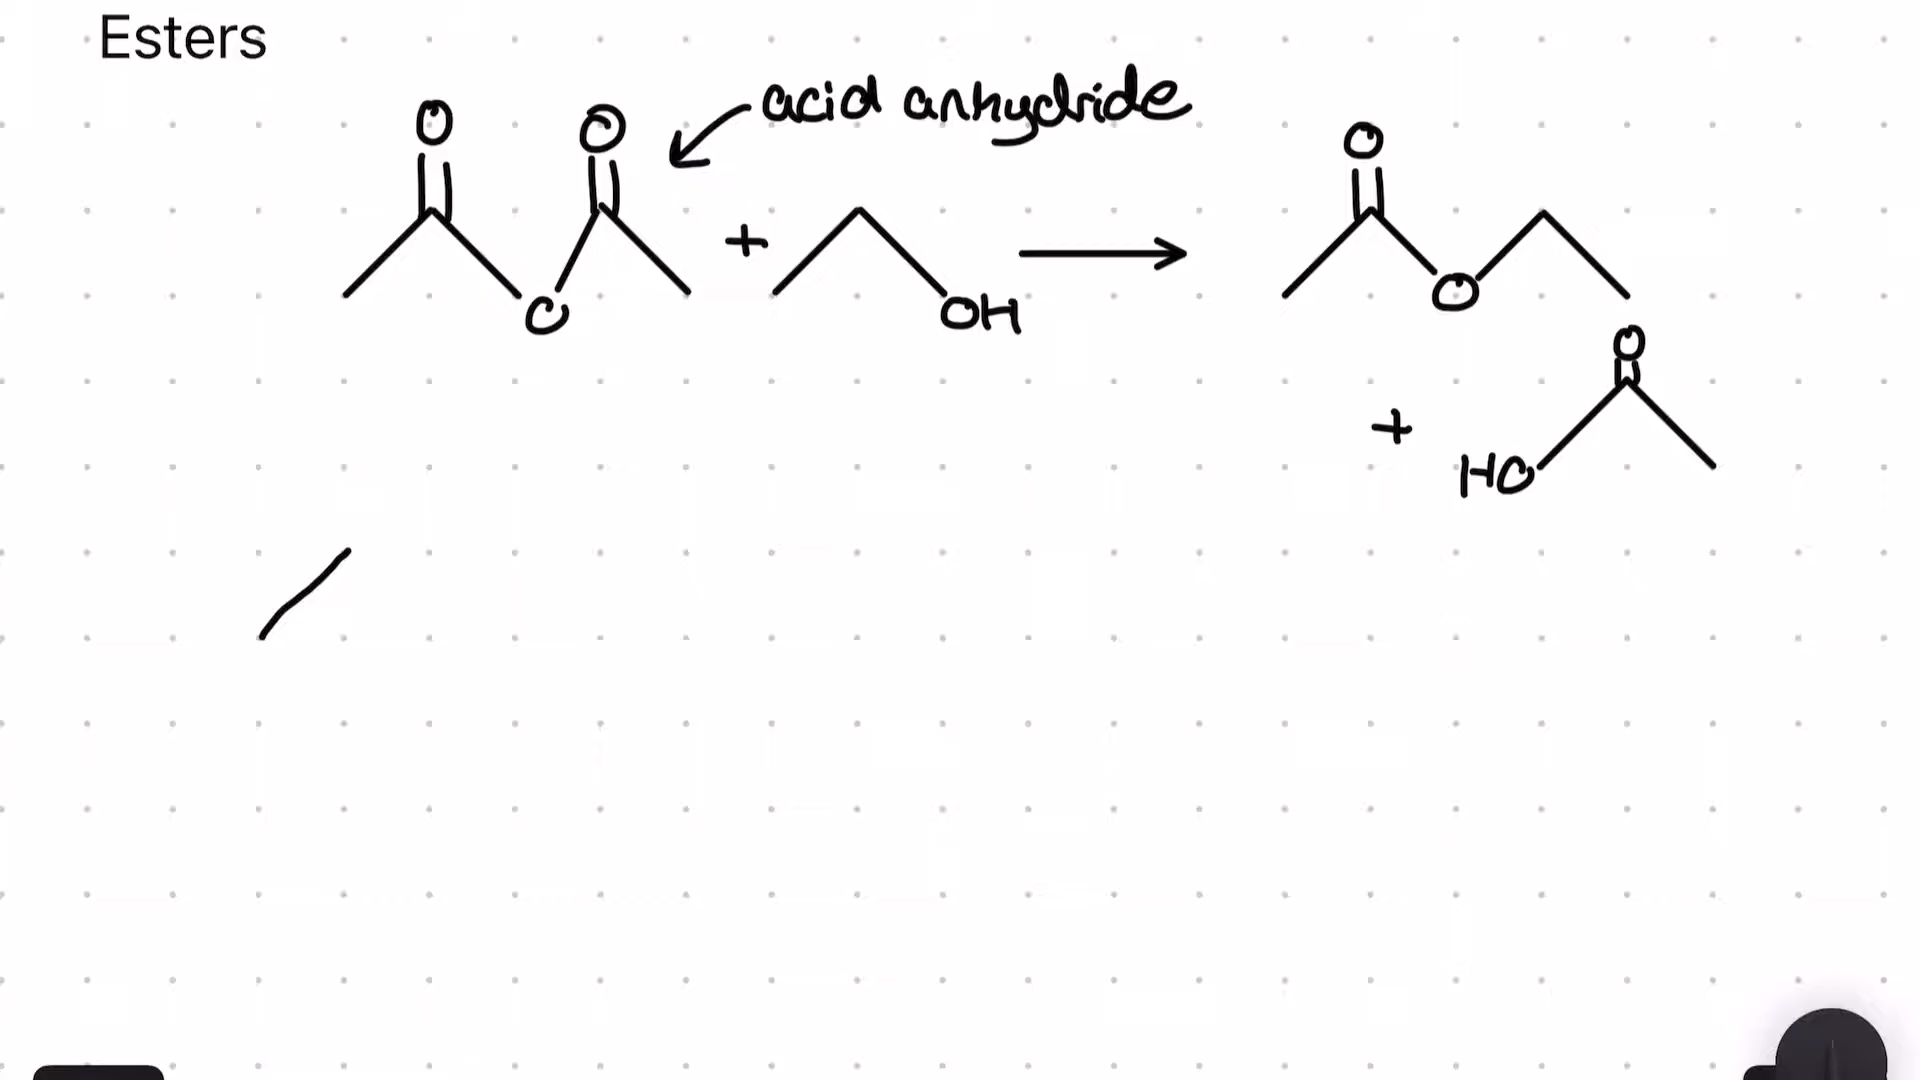 Esters
acid anhydride
O O O
+
O OH O
O
+
HO